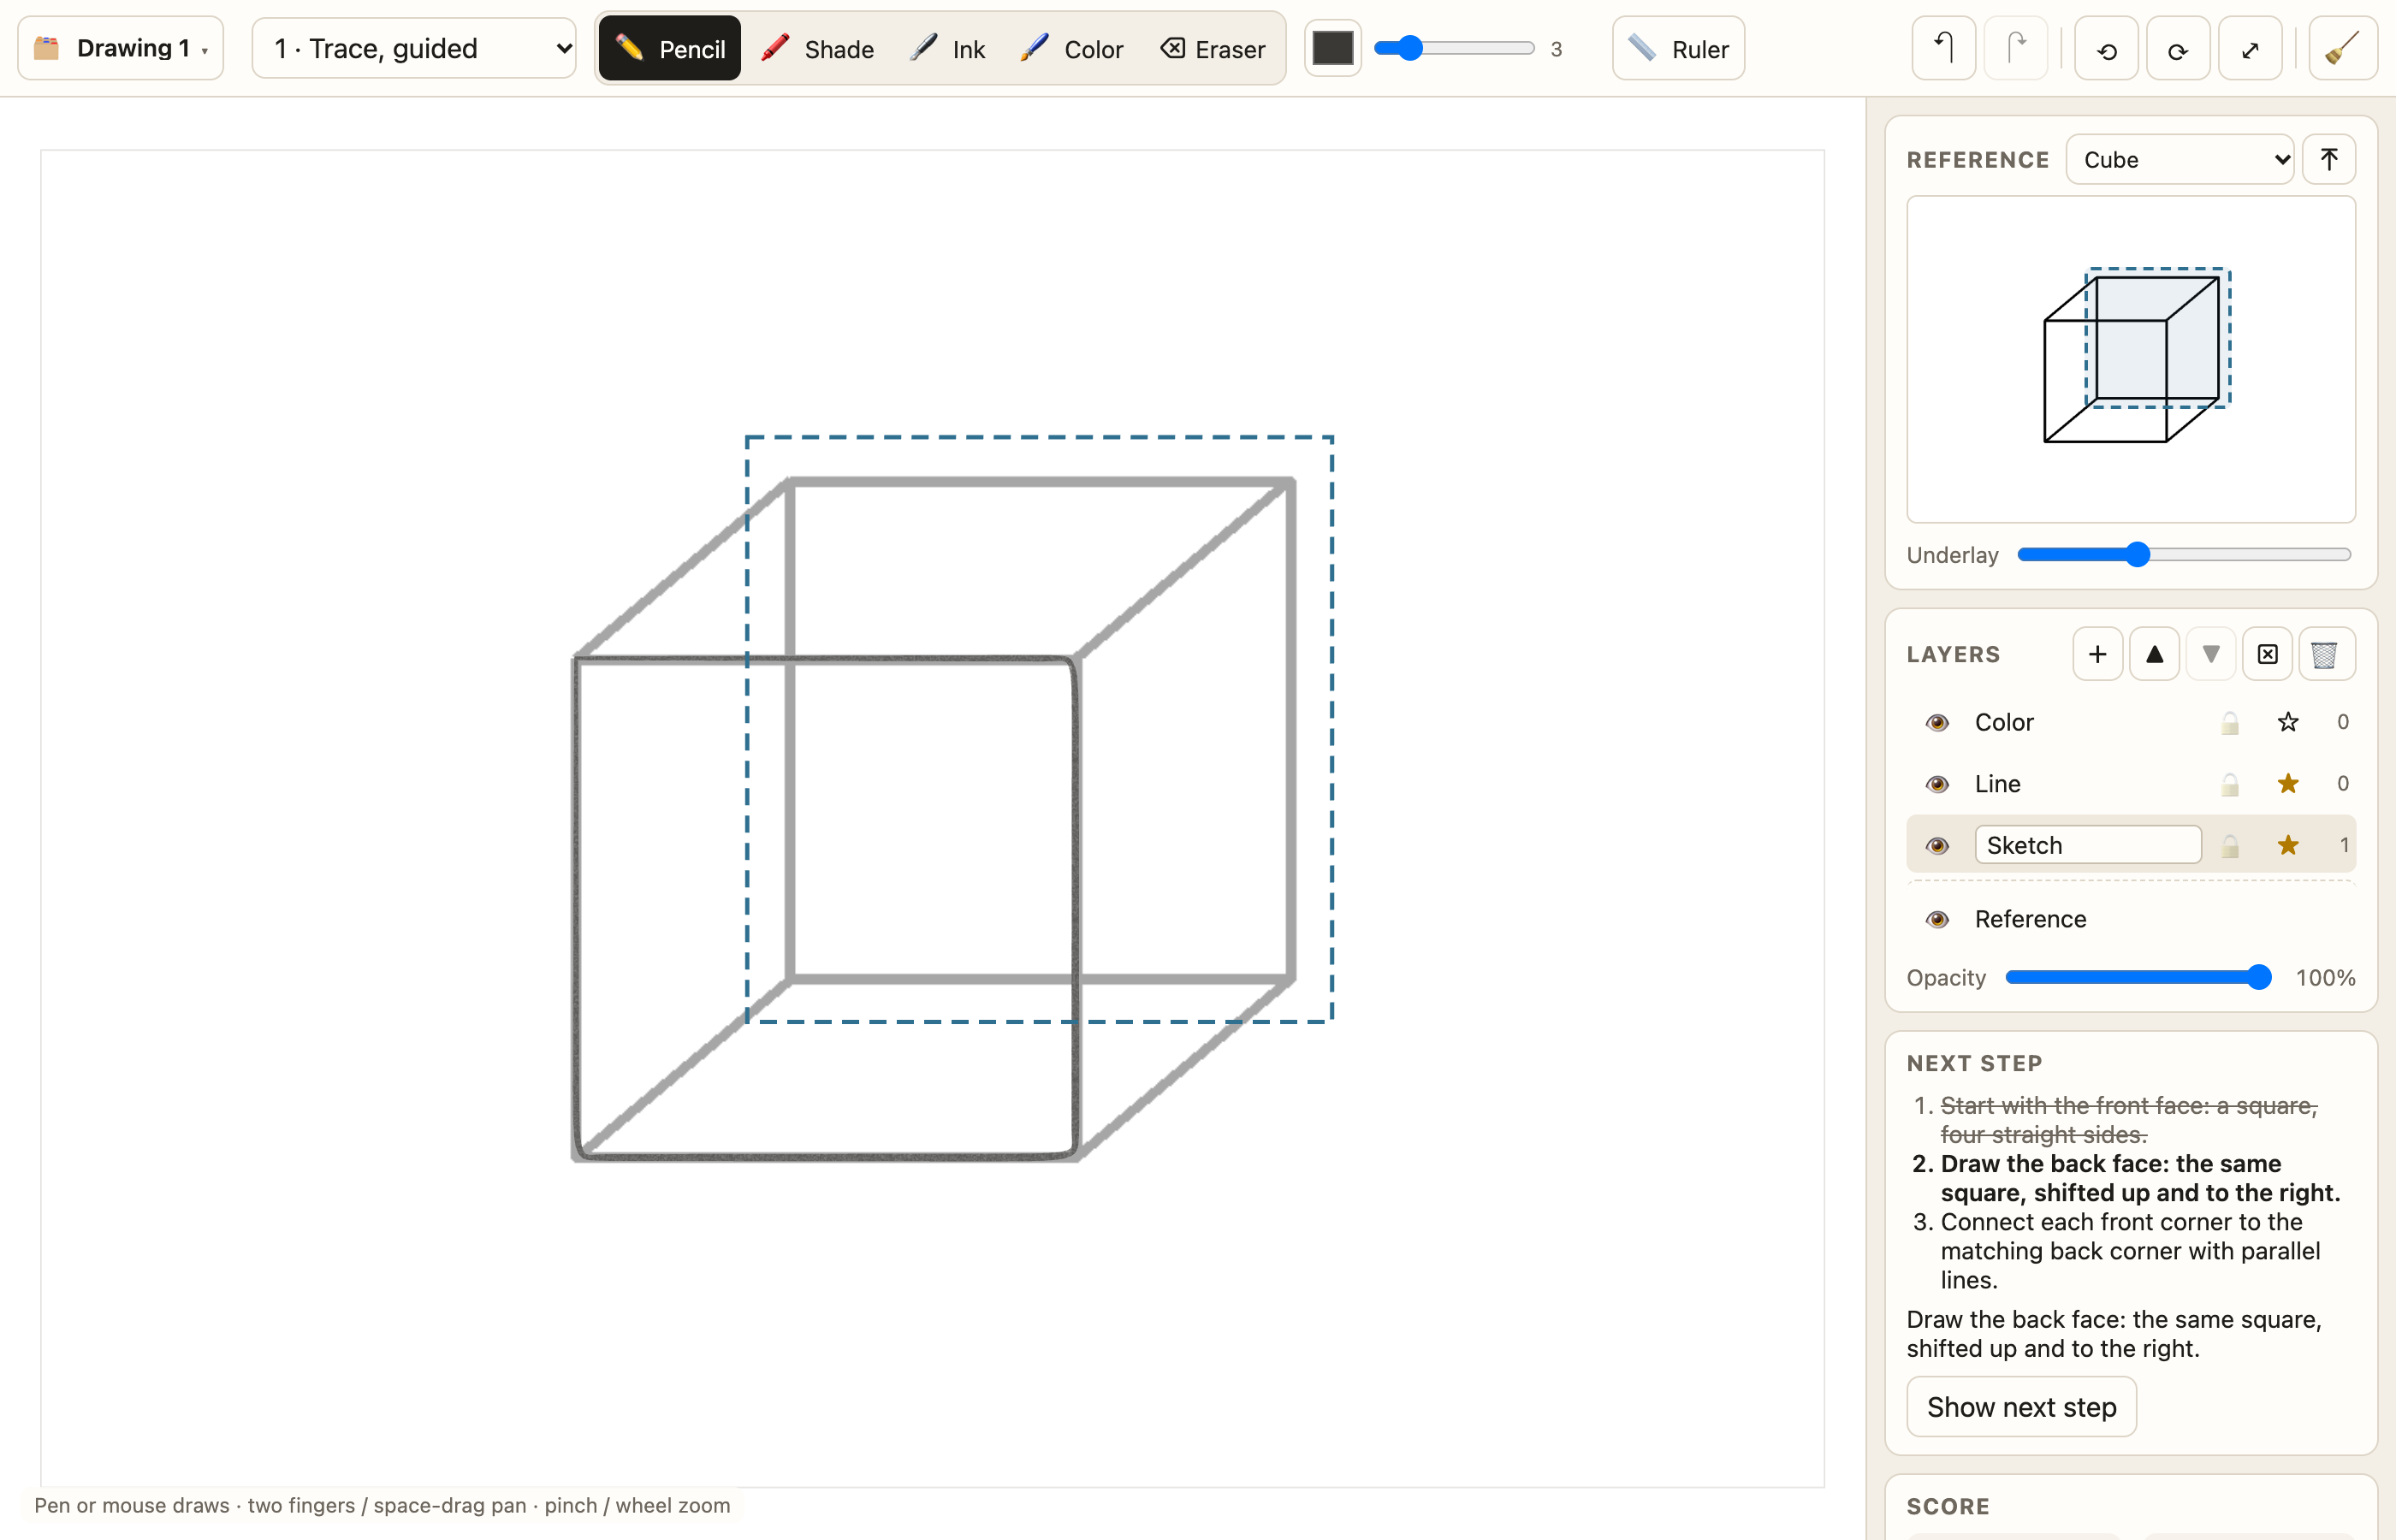 Drawing 1
1 · Trace, guided
Pencil
Shade
Ink
Color
Eraser
3
Ruler
REFERENCE
Cube
Underlay
LAYERS
Color 0
Line 0
Sketch 1
Reference
Opacity 100%
NEXT STEP
1. Start with the front face: a square,
four straight sides.
2. Draw the back face: the same
square, shifted up and to the right.
3. Connect each front corner to the
matching back corner with parallel
lines.
Draw the back face: the same square,
shifted up and to the right.
Show next step
SCORE
Pen or mouse draws · two fingers / space-drag pan · pinch / wheel zoom